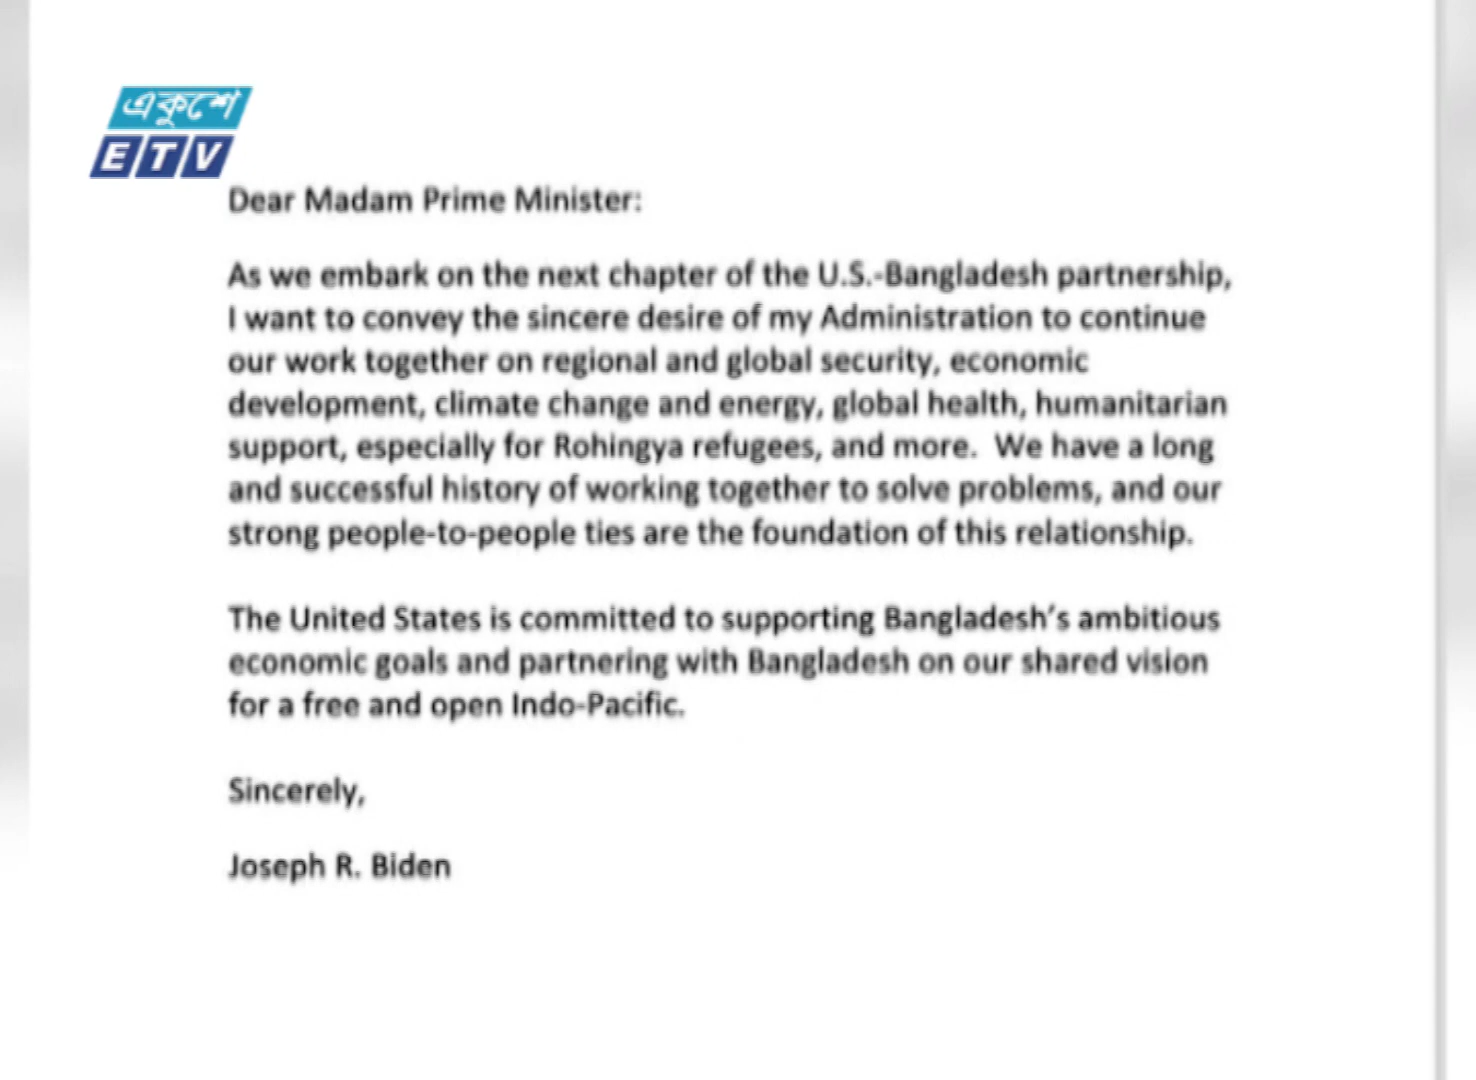 একুশে
ETV
Dear Madam Prime Minister:
As we embark on the next chapter of the U.S.-Bangladesh partnership,
I want to convey the sincere desire of my Administration to continue
our work together on regional and global security, economic
development, climate change and energy, global health, humanitarian
support, especially for Rohingya refugees, and more.  We have a long
and successful history of working together to solve problems, and our
strong people-to-people ties are the foundation of this relationship.
The United States is committed to supporting Bangladesh’s ambitious
economic goals and partnering with Bangladesh on our shared vision
for a free and open Indo-Pacific.
Sincerely,
Joseph R. Biden